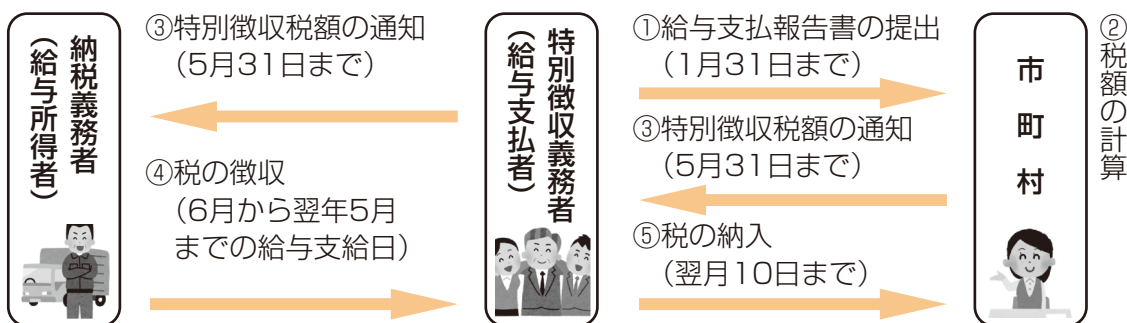 納税義務者
（給与所得者）
③特別徴収税額の通知
（5月31日まで）
④税の徴収
（6月から翌年5月
までの給与支給日）
特別徴収義務者
（給与支払者）
①給与支払報告書の提出
（1月31日まで）
③特別徴収税額の通知
（5月31日まで）
⑤税の納入
（翌月10日まで）
市町村
②税額の計算